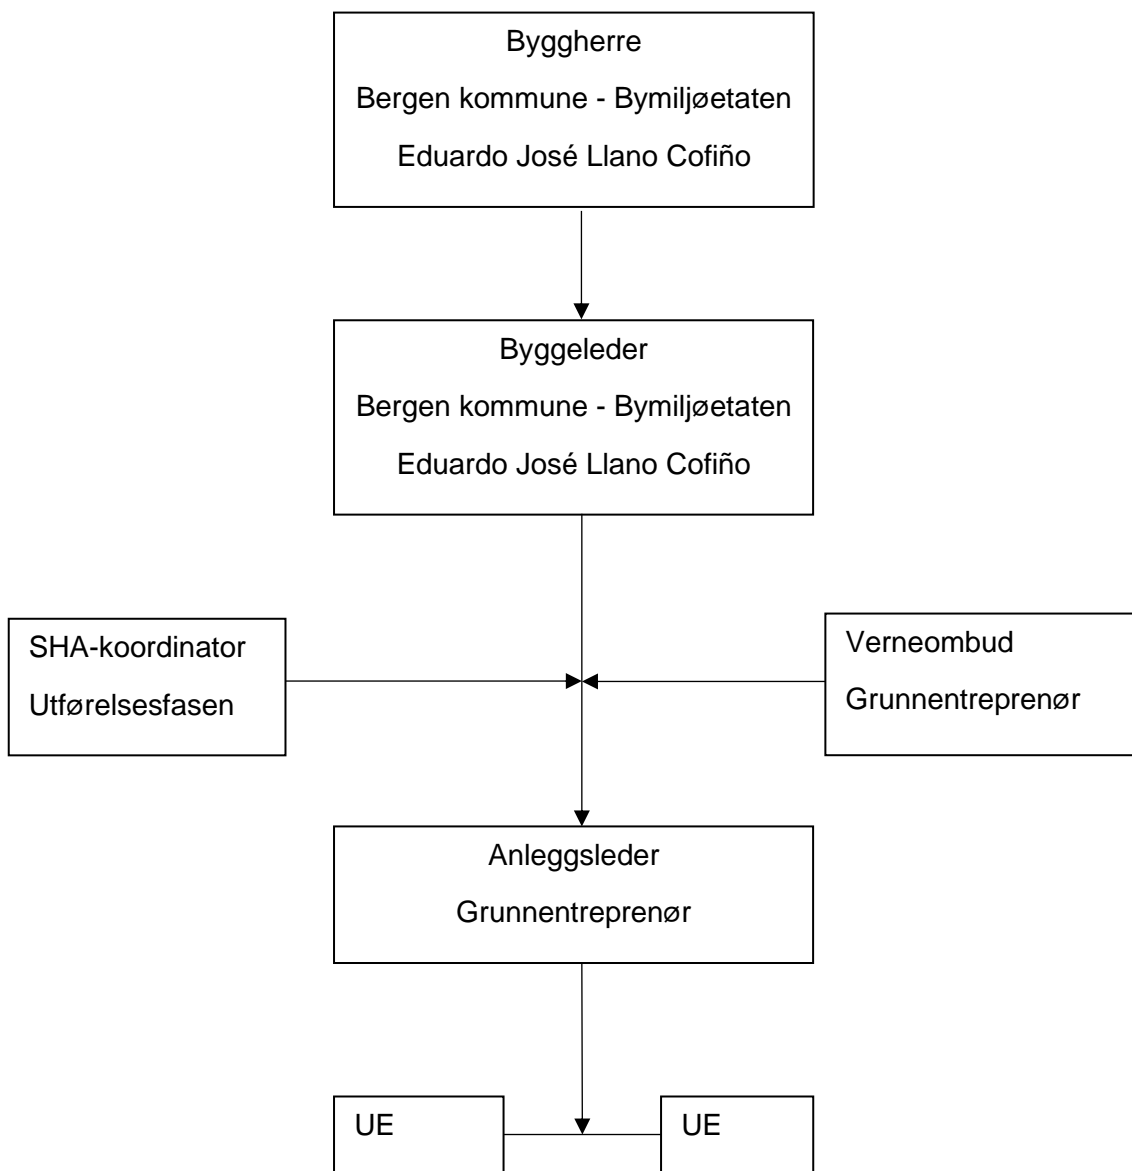 Byggherre
Bergen kommune - Bymiljøetaten
Eduardo José Llano Cofiño
Byggeleder
Bergen kommune - Bymiljøetaten
Eduardo José Llano Cofiño
SHA-koordinator
Utførelsesfasen
Verneombud
Grunnentreprenør
Anleggsleder
Grunnentreprenør
UE
UE